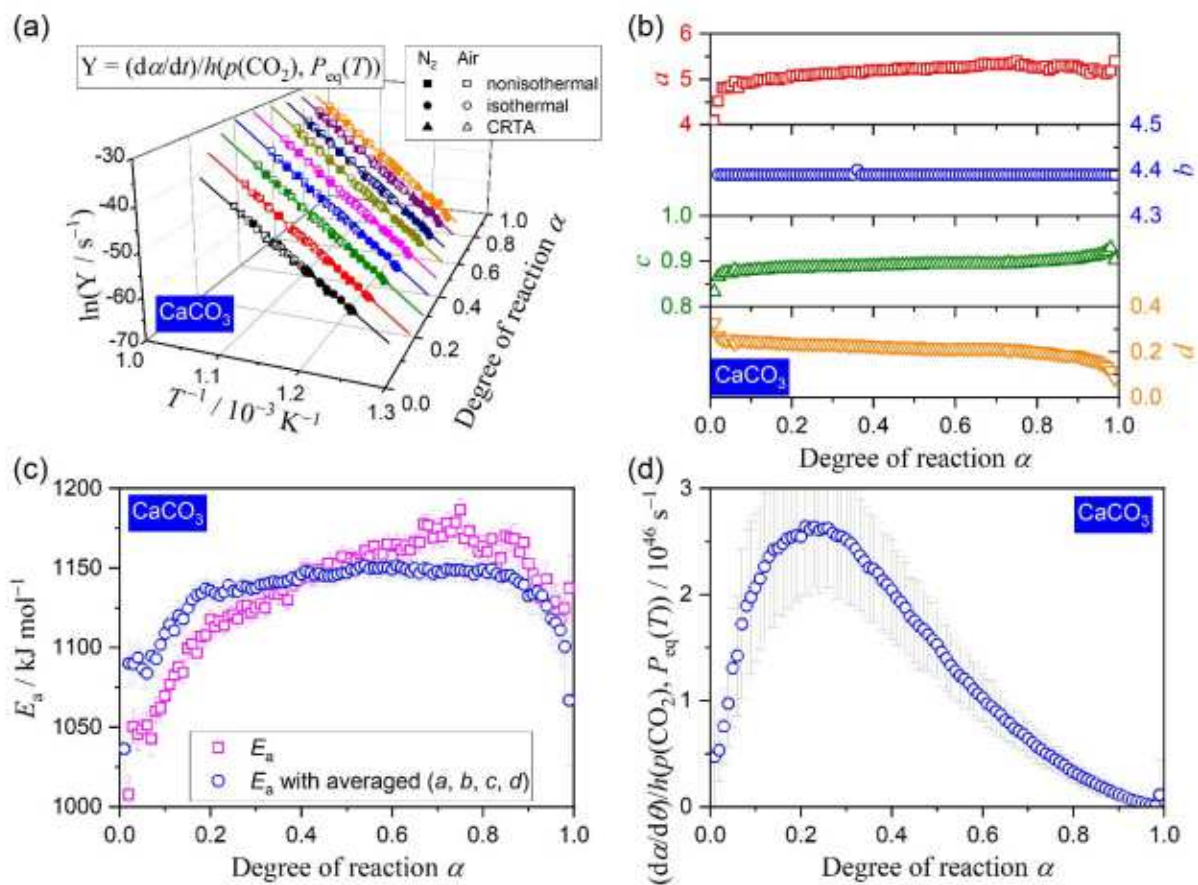 (a)
Y = (dα/dt)/h(p(CO₂), P_eq(T))
N₂ Air
nonisothermal
isothermal
CRTA
ln(Y / s⁻¹)
-30
-40
-50
-60
-70
CaCO₃
1.0
1.1
1.2
1.3
T⁻¹ / 10⁻³ K⁻¹
0.0
0.2
0.4
0.6
0.8
1.0
Degree of reaction α
(b)
a
6
5
4
4.5
4.4
4.3
b
c
1.0
0.9
0.8
0.4
0.2
0.0
d
CaCO₃
0.0 0.2 0.4 0.6 0.8 1.0
Degree of reaction α
(c)
CaCO₃
E_a / kJ mol⁻¹
1200
1150
1100
1050
1000
E_a
E_a with averaged (a, b, c, d)
0.0 0.2 0.4 0.6 0.8 1.0
Degree of reaction α
(d)
CaCO₃
(dα/dθ)/h(p(CO₂), P_eq(T)) / 10⁴⁶ s⁻¹
3
2
1
0
0.0 0.2 0.4 0.6 0.8 1.0
Degree of reaction α